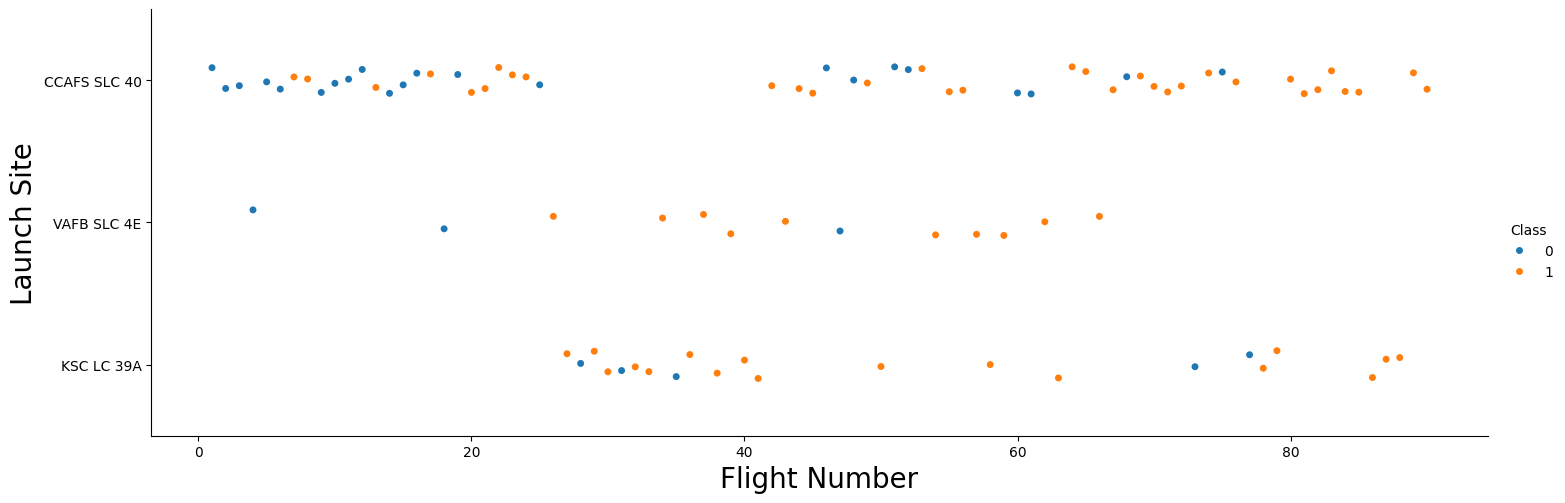 Launch Site
CCAFS SLC 40
VAFB SLC 4E
KSC LC 39A
0 20 40 60 80
Flight Number
Class
0
1